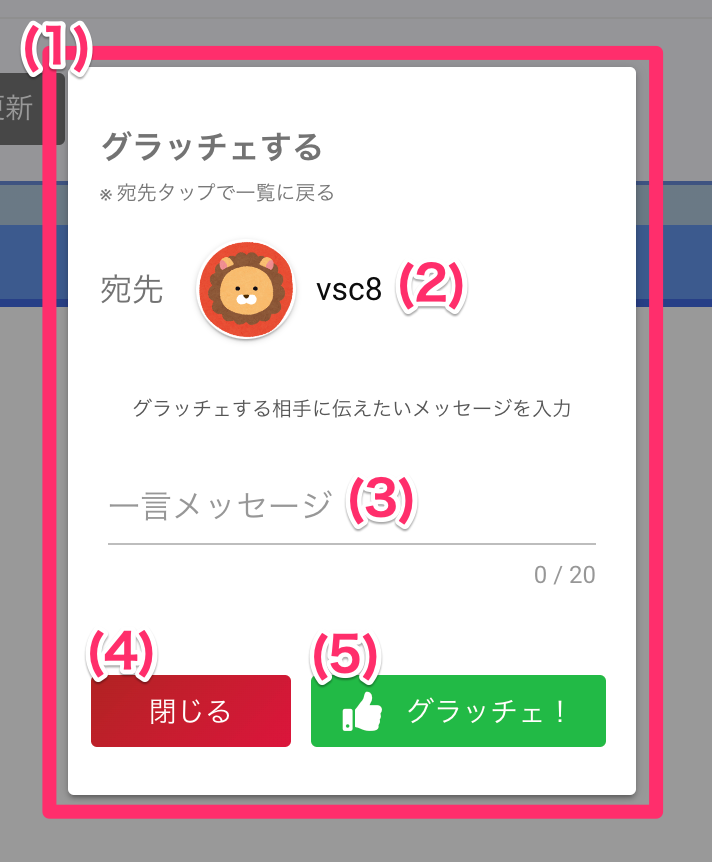 (1)
更新
グラッチェする
※ 宛先タップで一覧に戻る
宛先 vsc8 (2)
グラッチェする相手に伝えたいメッセージを入力
一言メッセージ (3)
0 / 20
(4) (5)
閉じる グラッチェ！